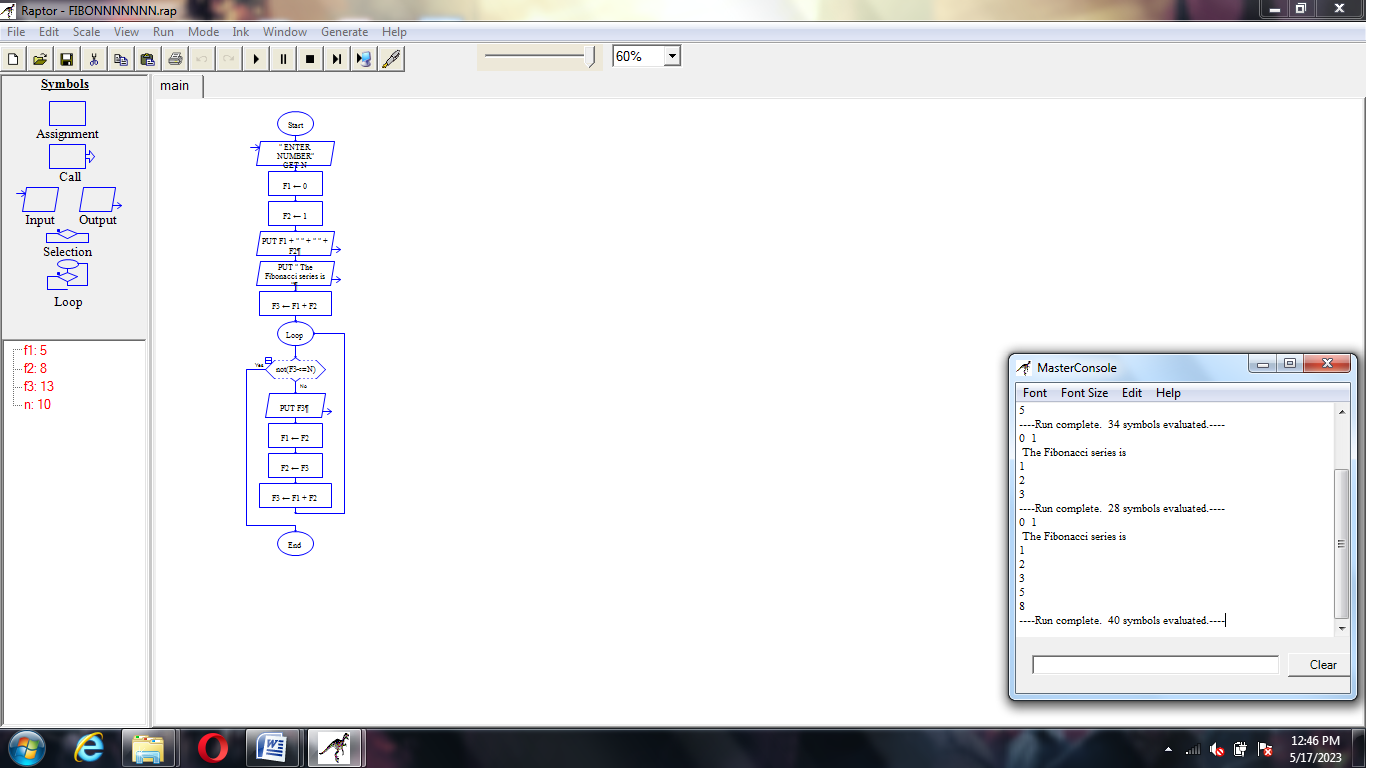 Raptor - FIBONNNNNNN.rap
File Edit Scale View Run Mode Ink Window Generate Help
60%
Symbols
Assignment
Call
Input Output
Selection
Loop
f1: 5
f2: 8
f3: 13
n: 10
main
Start
" ENTER
NUMBER"
GET N
F1 ← 0
F2 ← 1
PUT F1 + " " + " " +
F2¶
PUT " The
Fibonacci series is
"¶
F3 ← F1 + F2
Loop
Yes
not(F3<=N)
No
PUT F3¶
F1 ← F2
F2 ← F3
F3 ← F1 + F2
End
MasterConsole
Font Font Size Edit Help
5
----Run complete. 34 symbols evaluated.----
0 1
The Fibonacci series is
1
2
3
----Run complete. 28 symbols evaluated.----
0 1
The Fibonacci series is
1
2
3
5
8
----Run complete. 40 symbols evaluated.----
Clear
12:46 PM
5/17/2023